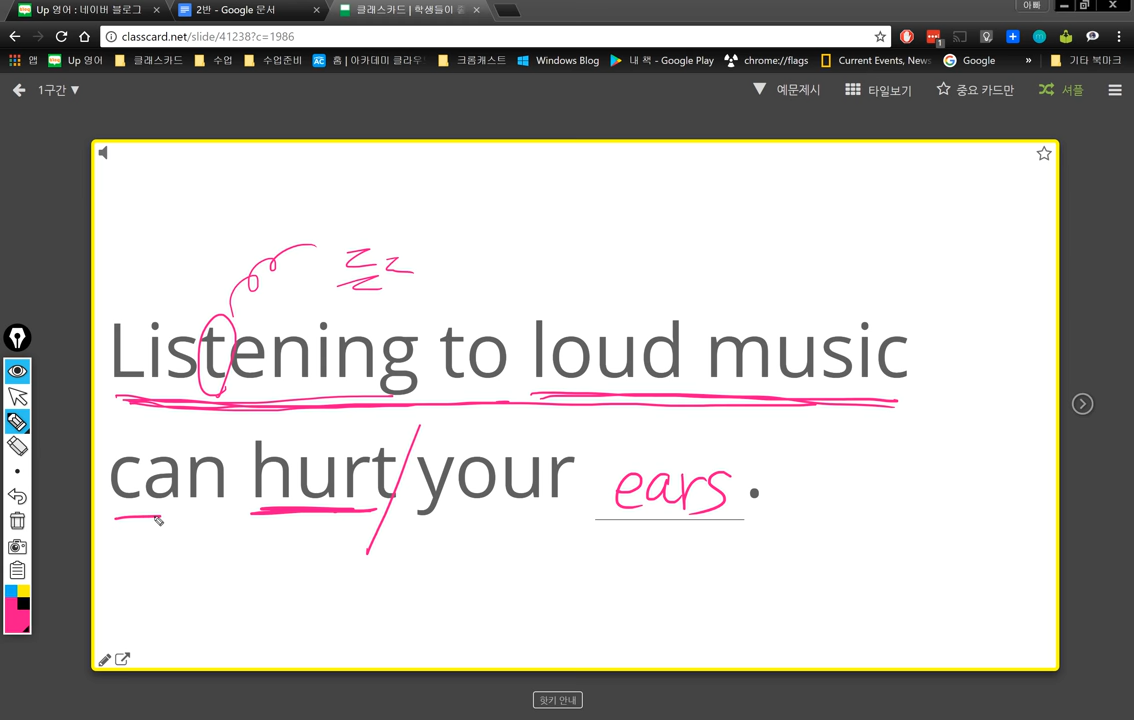 Up 영어 : 네이버 블로그
2반 - Google 문서
클래스카드 | 학생들이 좋
아빠
classcard.net/slide/41238?c=1986
1
앱 Up 영어 클래스카드 수업 수업준비 AC 홈 | 아카데미 클라우 크롬캐스트 Windows Blog 내 책 - Google Play chrome://flags Current Events, News Google » 기타 북마크
1구간 ▼ ▼ 예문제시 타일보기 중요 카드만 셔플
Listening to loud music
can hurt your ears .
핫키 안내